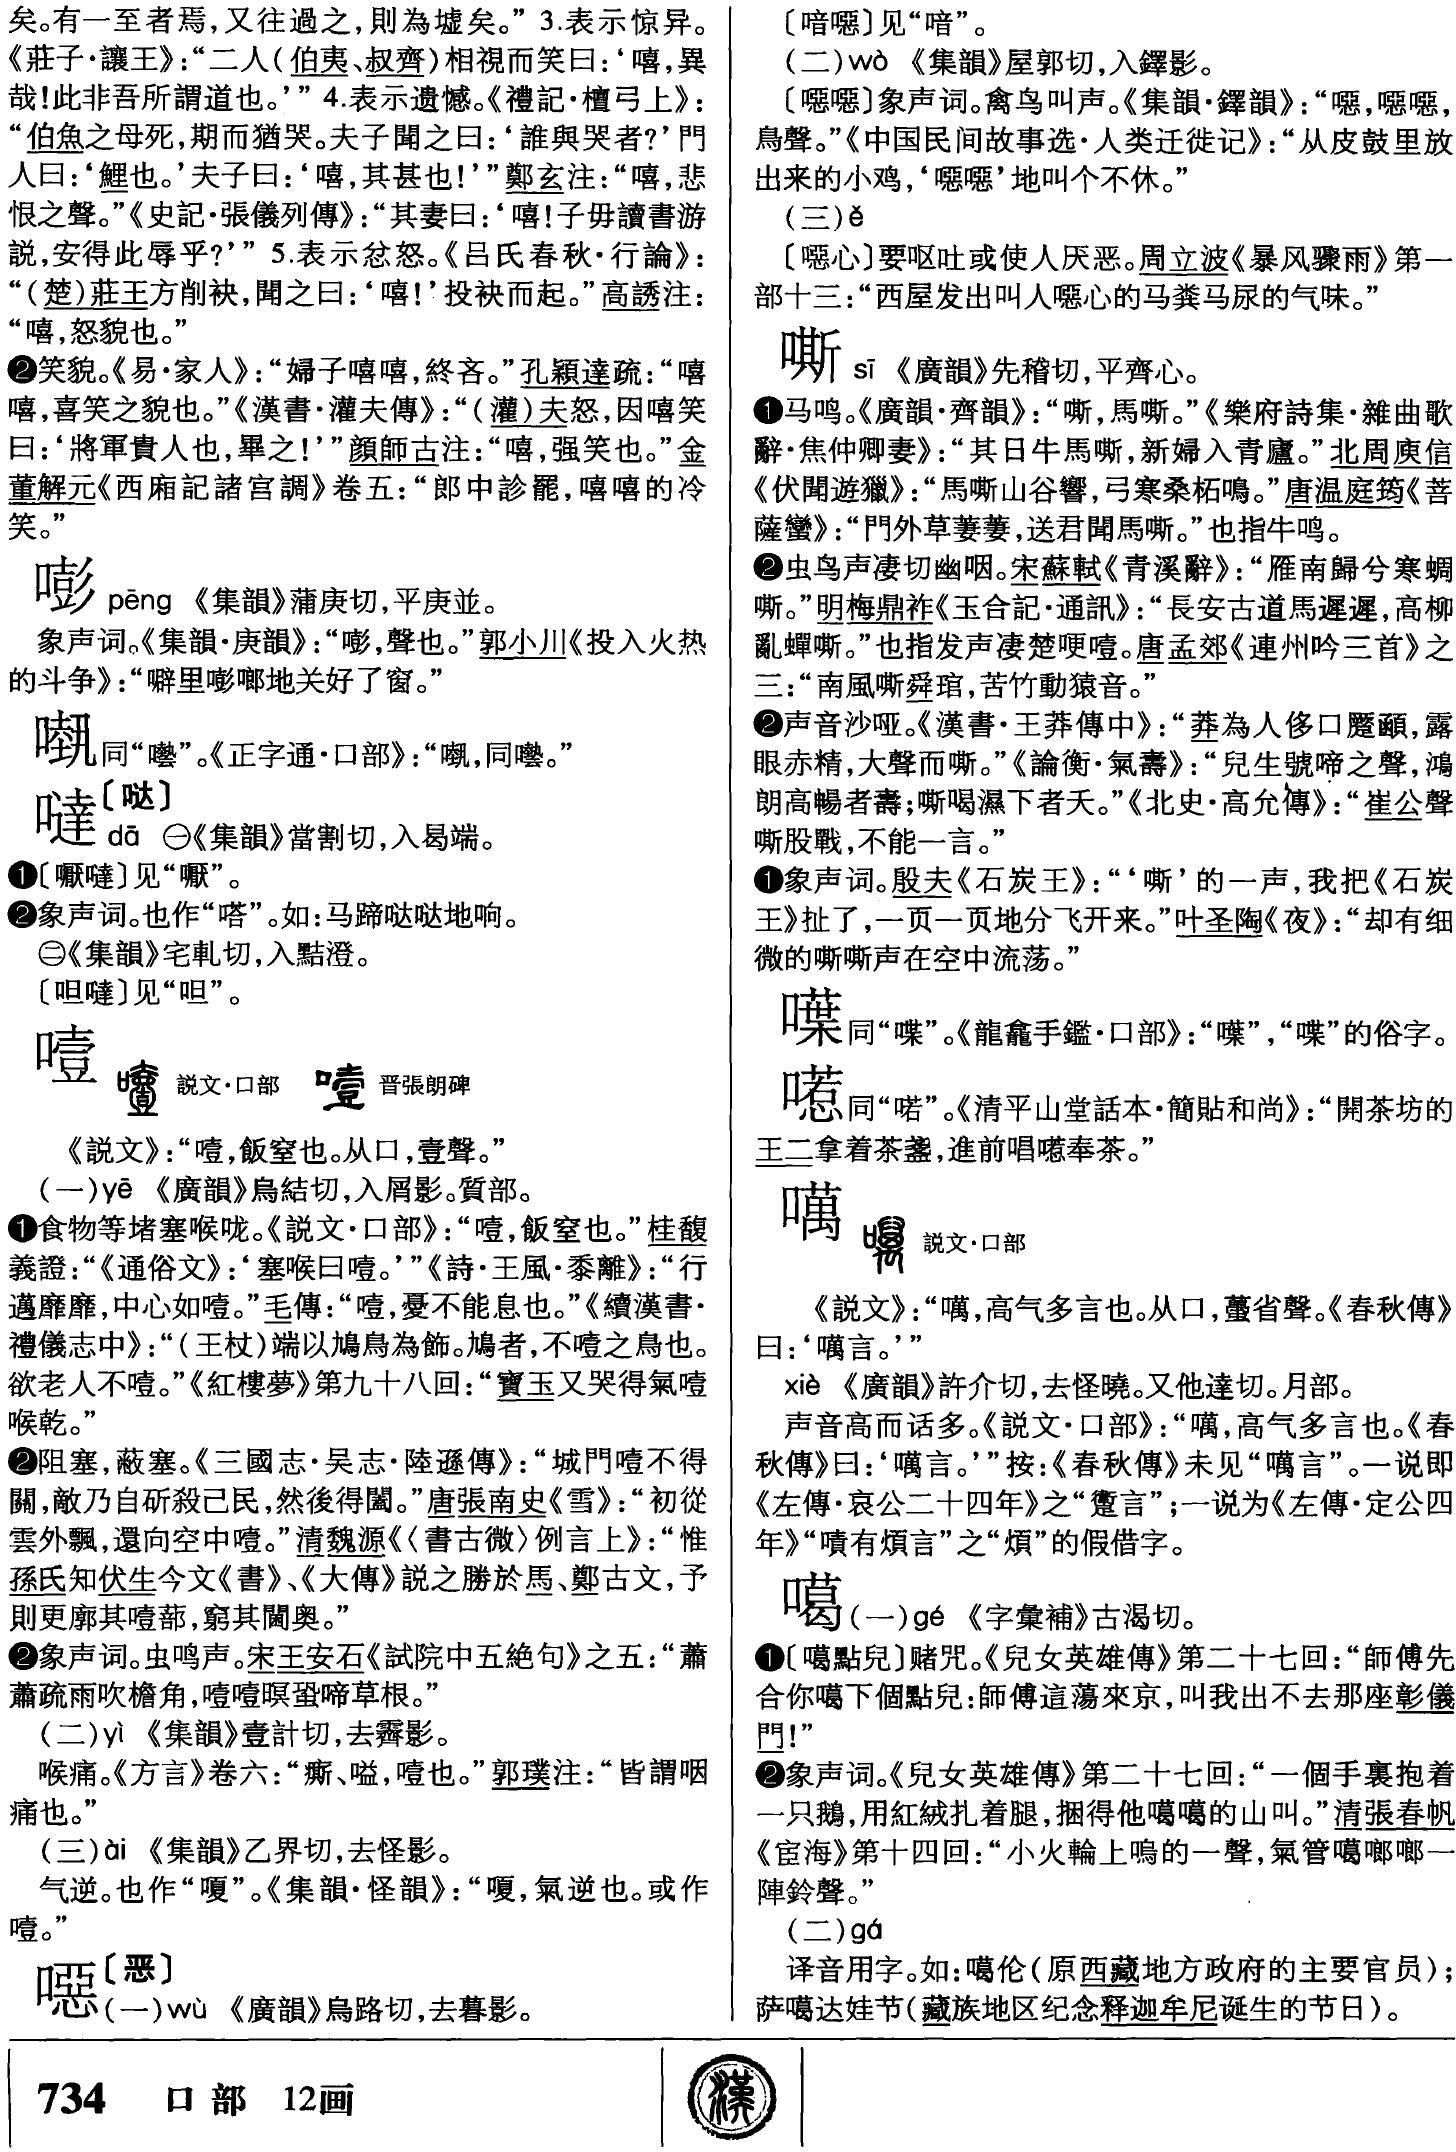 矣。有一至者焉，又往過之，則為墟矣。” 3.表示惊异。
《莊子·讓王》：“二人（伯夷、叔齊）相視而笑曰：‘嘻，異
哉！此非吾所謂道也。’” 4.表示遗憾。《禮記·檀弓上》：
“伯魚之母死，期而猶哭。夫子聞之曰：‘誰與哭者？’門
人曰：‘鯉也。’夫子曰：‘嘻，其甚也！’”鄭玄注：“嘻，悲
恨之聲。”《史記·張儀列傳》：“其妻曰：‘嘻！子毋讀書游
説，安得此辱乎？’” 5.表示忿怒。《吕氏春秋·行論》：
“（楚）莊王方削袂，聞之曰：‘嘻！’投袂而起。”高誘注：
“嘻，怒貌也。”
❷笑貌。《易·家人》：“婦子嘻嘻，終吝。”孔穎達疏：“嘻
嘻，喜笑之貌也。”《漢書·灌夫傳》：“（灌）夫怒，因嘻笑
曰：‘將軍貴人也，畢之！’”顔師古注：“嘻，强笑也。”金
董解元《西廂記諸宫調》卷五：“郎中診罷，嘻嘻的冷
笑。”
嘭 pēng 《集韻》蒲庚切，平庚並。
象声词。《集韻·庚韻》：“嘭，聲也。”郭小川《投入火热
的斗争》：“噼里嘭啷地关好了窗。”
同“囈”。《正字通·口部》：“，同囈。”
噠〔哒〕
dā ㊀《集韻》當割切，入曷端。
❶〔嚈噠〕见“嚈”。
❷象声词。也作“嗒”。如：马蹄哒哒地响。
㊁《集韻》宅軋切，入黠澄。
〔呾噠〕见“呾”。
噎 説文·口部 晋張朗碑
《説文》：“噎，飯窒也。从口，壹聲。”
（一）yē 《廣韻》烏結切，入屑影。質部。
❶食物等堵塞喉咙。《説文·口部》：“噎，飯窒也。”桂馥
義證：“《通俗文》：‘塞喉曰噎。’”《詩·王風·黍離》：“行
邁靡靡，中心如噎。”毛傳：“噎，憂不能息也。”《續漢書·
禮儀志中》：“（王杖）端以鳩鳥為飾。鳩者，不噎之鳥也。
欲老人不噎。”《紅樓夢》第九十八回：“寶玉又哭得氣噎
喉乾。”
❷阻塞，蔽塞。《三國志·吴志·陸遜傳》：“城門噎不得
關，敵乃自斫殺己民，然後得闔。”唐張南史《雪》：“初從
雲外飄，還向空中噎。”清魏源《〈書古微〉例言上》：“惟
孫氏知伏生今文《書》、《大傳》説之勝於馬、鄭古文，予
則更廓其噎蔀，窮其閫奥。”
❷象声词。虫鸣声。宋王安石《試院中五絶句》之五：“蕭
蕭疏雨吹檐角，噎噎暝蛩啼草根。”
（二）yì 《集韻》壹計切，去霽影。
喉痛。《方言》卷六：“廝、嗌，噎也。”郭璞注：“皆謂咽
痛也。”
（三）ài 《集韻》乙界切，去怪影。
气逆。也作“嗄”。《集韻·怪韻》：“嗄，氣逆也。或作
噎。”
噁〔恶〕
（一）wù 《廣韻》烏路切，去暮影。
〔喑噁〕见“喑”。
（二）wò 《集韻》屋郭切，入鐸影。
〔噁噁〕象声词。禽鸟叫声。《集韻·鐸韻》：“噁，噁噁，
鳥聲。”《中国民间故事选·人类迁徙记》：“从皮鼓里放
出来的小鸡，‘噁噁’地叫个不休。”
（三）ě
〔噁心〕要呕吐或使人厌恶。周立波《暴风骤雨》第一
部十三：“西屋发出叫人噁心的马粪马尿的气味。”
嘶 sī 《廣韻》先稽切，平齊心。
❶马鸣。《廣韻·齊韻》：“嘶，馬嘶。”《樂府詩集·雜曲歌
辭·焦仲卿妻》：“其日牛馬嘶，新婦入青廬。”北周庾信
《伏聞遊獵》：“馬嘶山谷響，弓寒桑柘鳴。”唐温庭筠《菩
薩蠻》：“門外草萋萋，送君聞馬嘶。”也指牛鸣。
❷虫鸟声凄切幽咽。宋蘇軾《青溪辭》：“雁南歸兮寒蜩
嘶。”明梅鼎祚《玉合記·通訊》：“長安古道馬遲遲，高柳
亂蟬嘶。”也指发声凄楚哽噎。唐孟郊《連州吟三首》之
三：“南風嘶舜琯，苦竹動猿音。”
❷声音沙哑。《漢書·王莽傳中》：“莽為人侈口蹷顄，露
眼赤精，大聲而嘶。”《論衡·氣壽》：“兒生號啼之聲，鴻
朗高暢者壽；嘶喝濕下者夭。”《北史·高允傳》：“崔公聲
嘶股戰，不能一言。”
❶象声词。殷夫《石炭王》：“‘嘶’的一声，我把《石炭
王》扯了，一页一页地分飞开来。”叶圣陶《夜》：“却有细
微的嘶嘶声在空中流荡。”
同“喋”。《龍龕手鑑·口部》：“”，“喋”的俗字。
同“喏”。《清平山堂話本·簡貼和尚》：“開茶坊的
王二拿着茶盞，進前唱奉茶。”
噧 説文·口部
《説文》：“噧，高气多言也。从口，蠆省聲。《春秋傳》
曰：‘噧言。’”
xiè 《廣韻》許介切，去怪曉。又他達切。月部。
声音高而话多。《説文·口部》：“噧，高气多言也。《春
秋傳》曰：‘噧言。’”按：《春秋傳》未见“噧言”。一说即
《左傳·哀公二十四年》之“躗言”；一说为《左傳·定公四
年》“嘖有煩言”之“煩”的假借字。
噶（一）gé 《字彙補》古渴切。
❶〔噶點兒〕赌咒。《兒女英雄傳》第二十七回：“師傅先
合你噶下個點兒：師傅這蕩來京，叫我出不去那座彰儀
門！”
❷象声词。《兒女英雄傳》第二十七回：“一個手裏抱着
一只鵝，用紅絨扎着腿，捆得他噶噶的山叫。”清張春帆
《宦海》第十四回：“小火輪上嗚的一聲，氣管噶啷啷一
陣鈴聲。”
（二）gá
译音用字。如：噶伦（原西藏地方政府的主要官员）；
萨噶达娃节（藏族地区纪念释迦牟尼诞生的节日）。
734 口部 12画
漢